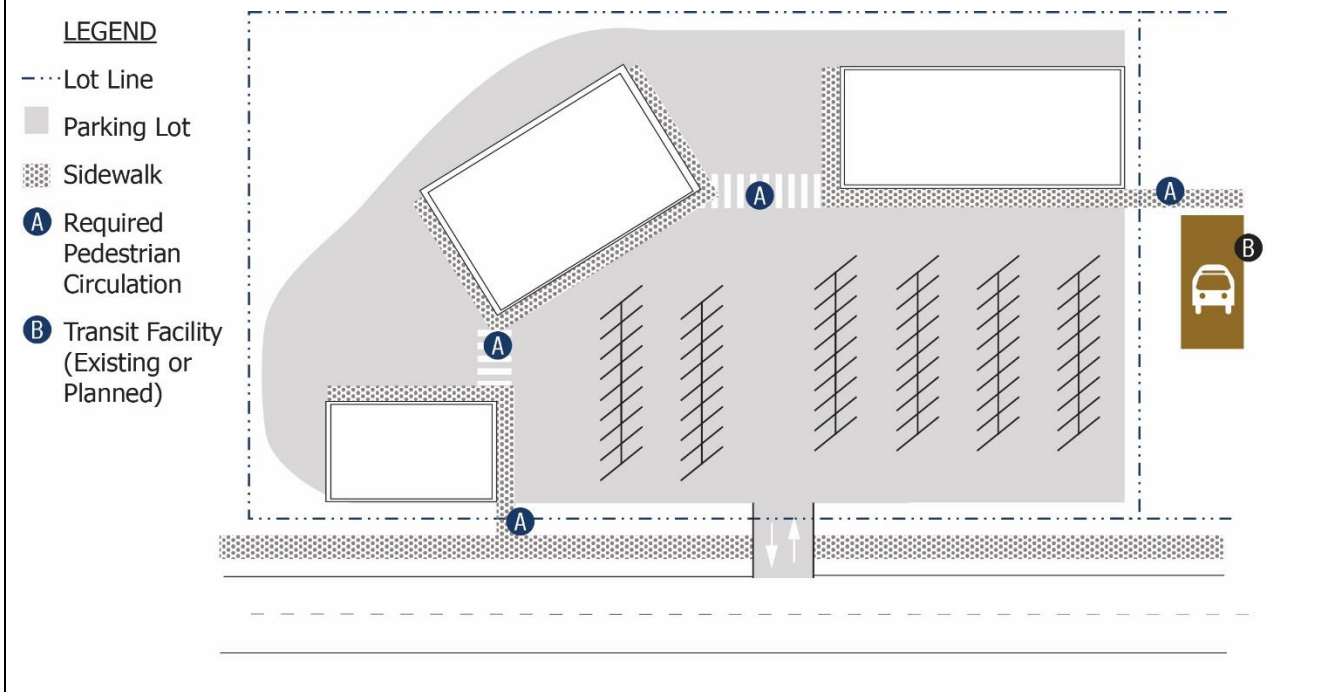 LEGEND
Lot Line
Parking Lot
Sidewalk
A Required
Pedestrian
Circulation
B Transit Facility
(Existing or
Planned)
A
A
B
A
A